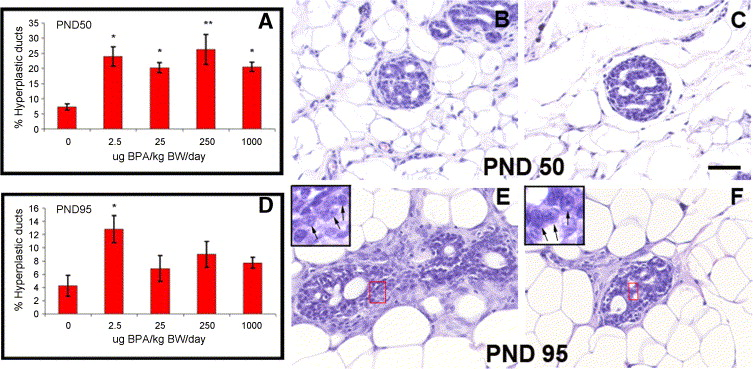 PND50
A
% Hyperplastic ducts
35
30
25
20
15
10
5
0
*
*
**
*
0 2.5 25 250 1000
ug BPA/kg BW/day
B
C
PND 50
PND95
D
% Hyperplastic ducts
16
14
12
10
8
6
4
2
0
*
0 2.5 25 250 1000
ug BPA/kg BW/day
E
F
PND 95